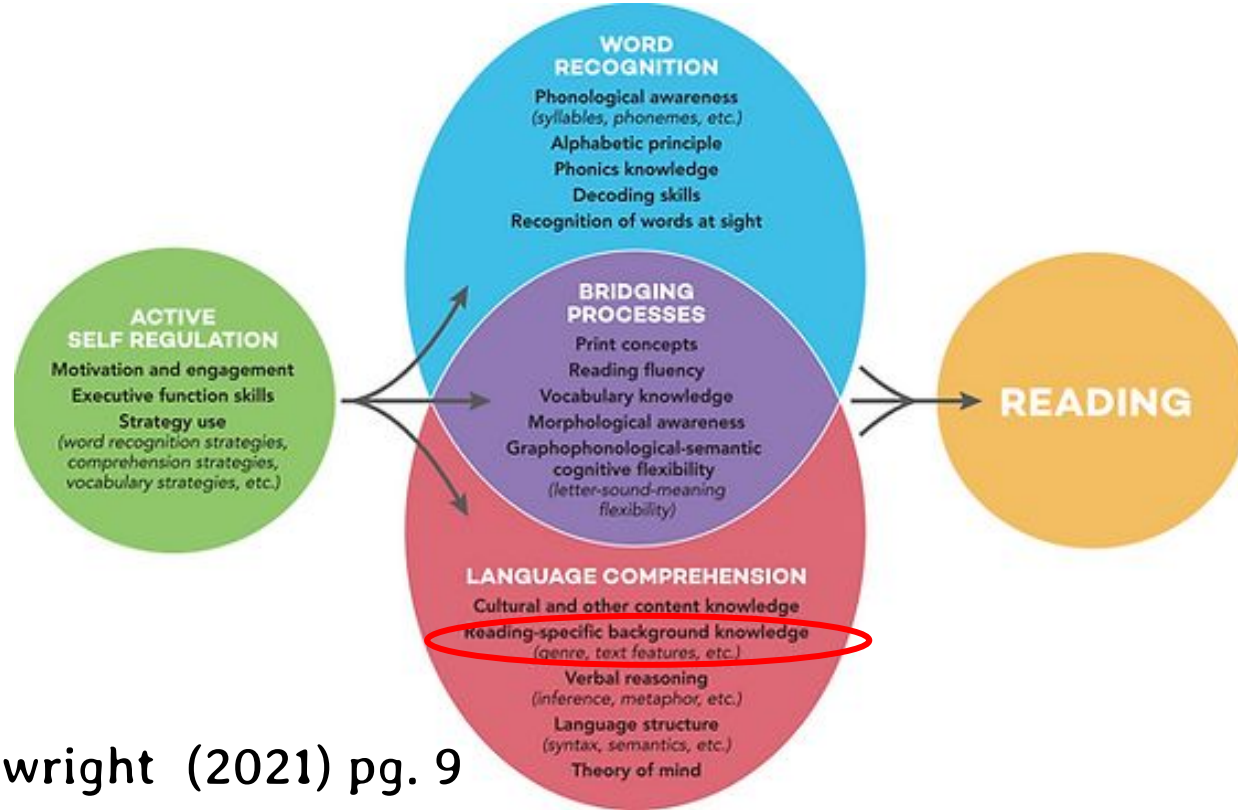 WORD
RECOGNITION
Phonological awareness
(syllables, phonemes, etc.)
Alphabetic principle
Phonics knowledge
Decoding skills
Recognition of words at sight
ACTIVE
SELF REGULATION
Motivation and engagement
Executive function skills
Strategy use
(word recognition strategies,
comprehension strategies,
vocabulary strategies, etc.)
BRIDGING
PROCESSES
Print concepts
Reading fluency
Vocabulary knowledge
Morphological awareness
Graphophonological-semantic
cognitive flexibility
(letter-sound-meaning
flexibility)
READING
LANGUAGE COMPREHENSION
Cultural and other content knowledge
Reading-specific background knowledge
(genre, text features, etc.)
Verbal reasoning
(inference, metaphor, etc.)
Language structure
(syntax, semantics, etc.)
Theory of mind
wright (2021) pg. 9